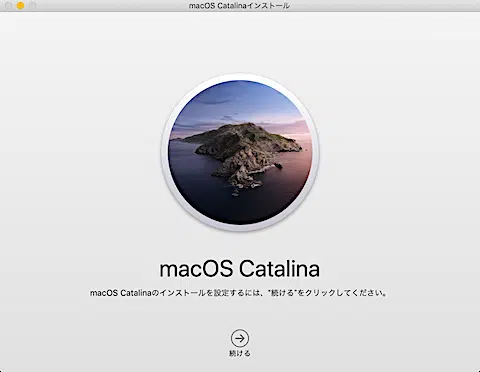 macOS Catalinaインストール
macOS Catalina
macOS Catalinaのインストールを設定するには、"続ける"をクリックしてください。
続ける